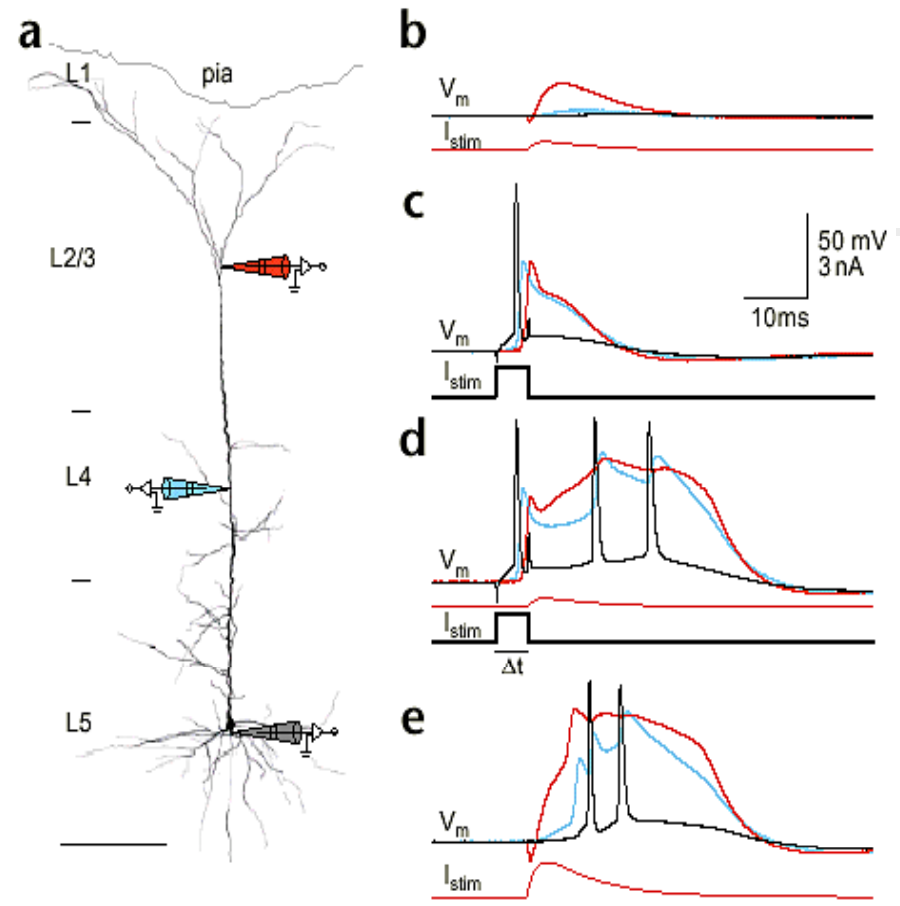 a
L1
pia
L2/3
L4
L5
b
Vm
Istim
c
50 mV
3 nA
10ms
Vm
Istim
d
Vm
Istim
Δt
e
Vm
Istim